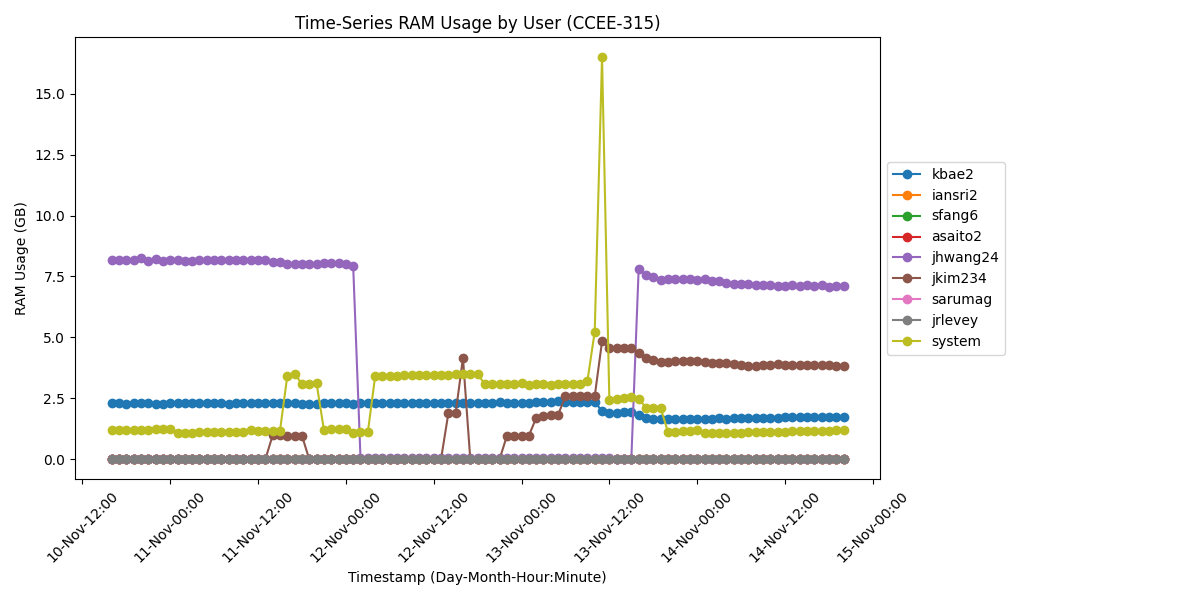 Time-Series RAM Usage by User (CCEE-315)
RAM Usage (GB)
15.0
12.5
10.0
7.5
5.0
2.5
0.0
10-Nov-12:00
11-Nov-00:00
11-Nov-12:00
12-Nov-00:00
12-Nov-12:00
13-Nov-00:00
13-Nov-12:00
14-Nov-00:00
14-Nov-12:00
15-Nov-00:00
Timestamp (Day-Month-Hour:Minute)
kbae2
iansri2
sfang6
asaito2
jhwang24
jkim234
sarumag
jrlevey
system